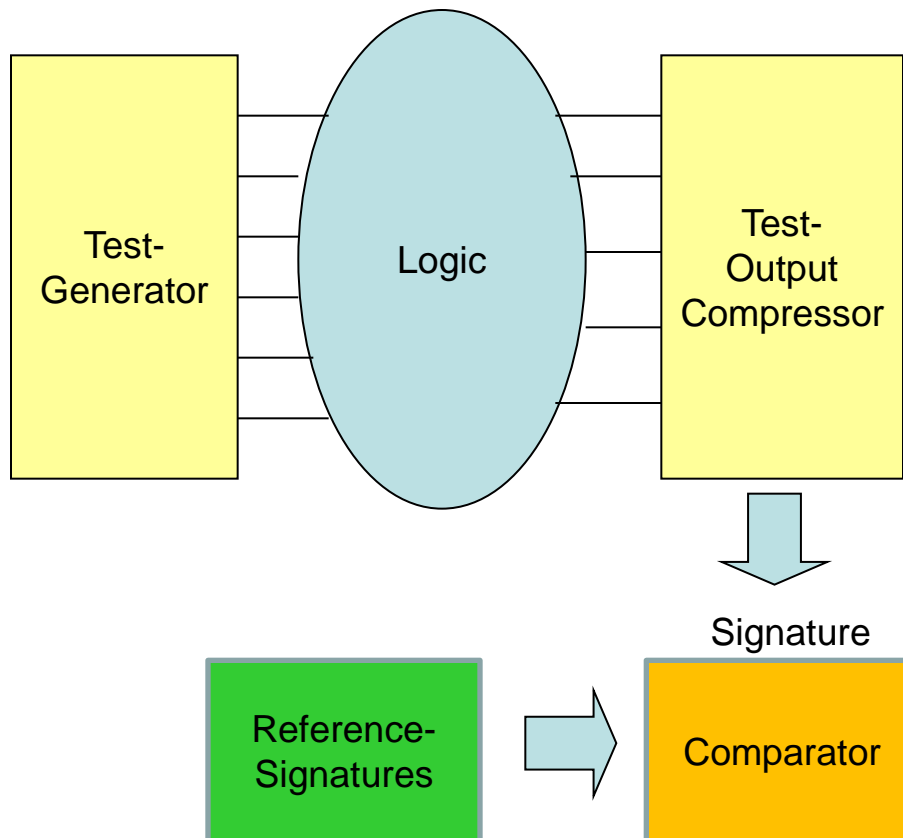 Test-
Generator
Logic
Test-
Output
Compressor
Signature
Reference-
Signatures
Comparator